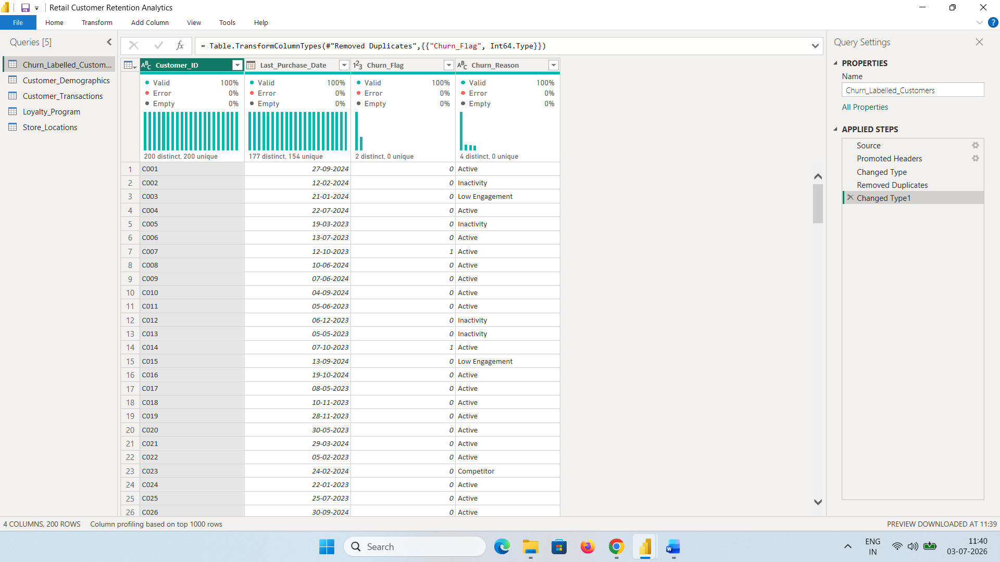 Retail Customer Retention Analytics
File Home Transform Add Column View Tools Help
Queries [5]
Churn_Labelled_Custom...
Customer_Demographics
Customer_Transactions
Loyalty_Program
Store_Locations
= Table.TransformColumnTypes(#"Removed Duplicates",{{"Churn_Flag", Int64.Type}})
Customer_ID Last_Purchase_Date Churn_Flag Churn_Reason
Valid 100% Valid 100% Valid 100% Valid 100%
Error 0% Error 0% Error 0% Error 0%
Empty 0% Empty 0% Empty 0% Empty 0%
200 distinct, 200 unique 177 distinct, 154 unique 2 distinct, 0 unique 4 distinct, 0 unique
1 C001 27-09-2024 0 Active
2 C002 12-02-2024 0 Inactivity
3 C003 21-01-2024 0 Low Engagement
4 C004 22-07-2024 0 Active
5 C005 19-03-2023 0 Inactivity
6 C006 13-07-2023 0 Active
7 C007 12-10-2023 1 Active
8 C008 10-06-2024 0 Active
9 C009 07-06-2024 0 Active
10 C010 04-09-2024 0 Active
11 C011 05-06-2023 0 Active
12 C012 06-12-2023 0 Inactivity
13 C013 05-05-2023 0 Inactivity
14 C014 07-10-2023 1 Active
15 C015 13-09-2024 0 Low Engagement
16 C016 19-10-2024 0 Active
17 C017 08-05-2023 0 Active
18 C018 10-11-2023 0 Active
19 C019 28-11-2023 0 Active
20 C020 30-05-2023 0 Active
21 C021 29-03-2024 0 Active
22 C022 05-02-2023 0 Active
23 C023 24-02-2024 0 Competitor
24 C024 22-01-2023 0 Active
25 C025 25-07-2023 0 Active
26 C026 30-09-2024 0 Active
Query Settings
PROPERTIES
Name
Churn_Labelled_Customers
All Properties
APPLIED STEPS
Source
Promoted Headers
Changed Type
Removed Duplicates
Changed Type1
4 COLUMNS, 200 ROWS Column profiling based on top 1000 rows
PREVIEW DOWNLOADED AT 11:39
Search
ENG
IN
11:40
03-07-2026